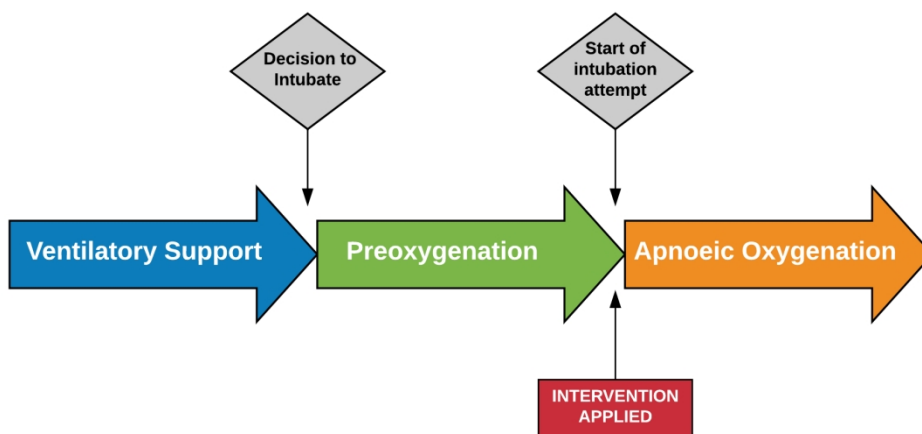 Decision to
Intubate
Start of
intubation
attempt
Ventilatory Support
Preoxygenation
Apnoeic Oxygenation
INTERVENTION
APPLIED